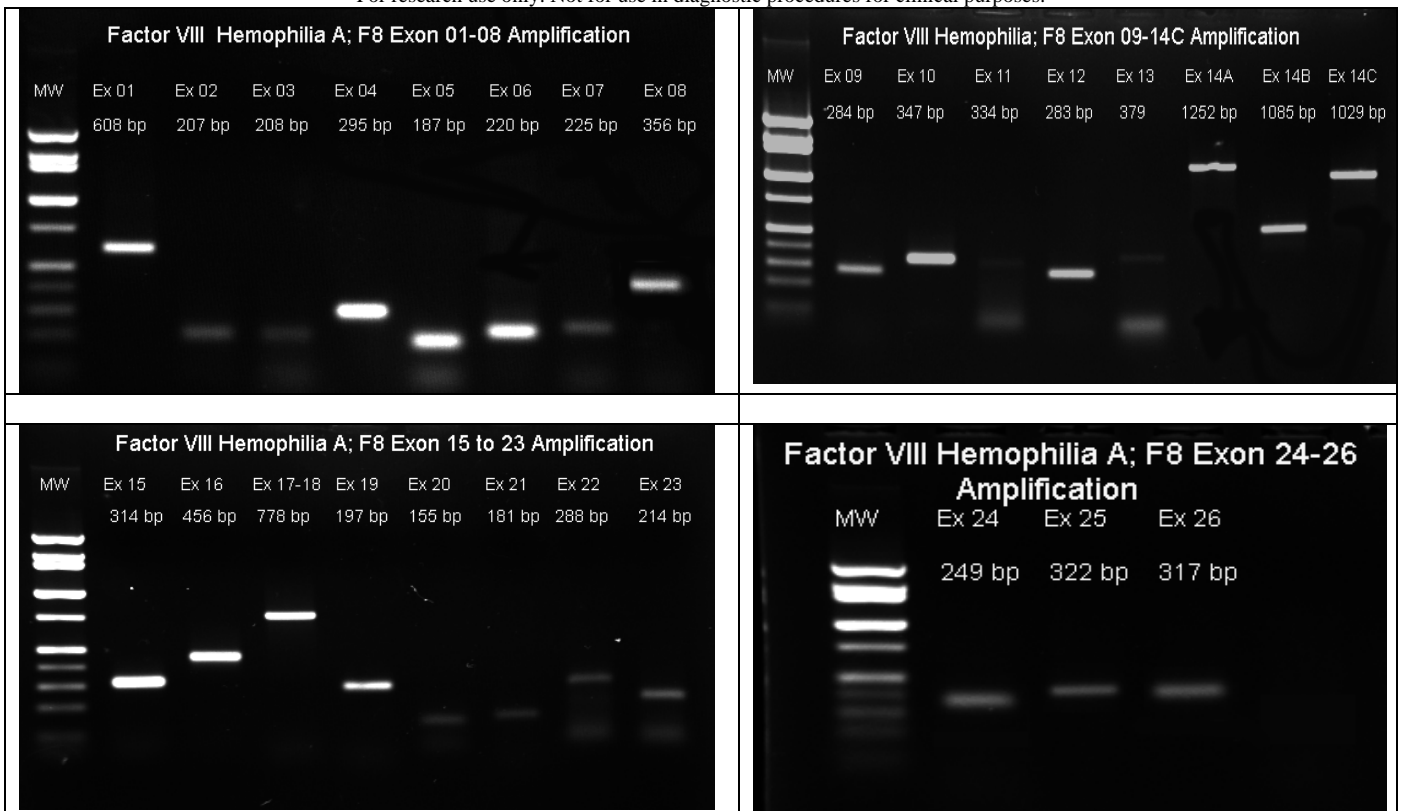 For research use only. Not for use in diagnostic procedures for clinical purposes.
Factor VIII  Hemophilia A; F8 Exon 01-08 Amplification
MW Ex 01 Ex 02 Ex 03 Ex 04 Ex 05 Ex 06 Ex 07 Ex 08
608 bp 207 bp 208 bp 295 bp 187 bp 220 bp 225 bp 356 bp
Factor VIII Hemophilia; F8 Exon 09-14C Amplification
MW Ex 09 Ex 10 Ex 11 Ex 12 Ex 13 Ex 14A Ex 14B Ex 14C
284 bp 347 bp 334 bp 283 bp 379 1252 bp 1085 bp 1029 bp
Factor VIII Hemophilia A; F8 Exon 15 to 23 Amplification
MW Ex 15 Ex 16 Ex 17-18 Ex 19 Ex 20 Ex 21 Ex 22 Ex 23
314 bp 456 bp 778 bp 197 bp 155 bp 181 bp 288 bp 214 bp
Factor VIII Hemophilia A; F8 Exon 24-26
Amplification
MW Ex 24 Ex 25 Ex 26
249 bp 322 bp 317 bp